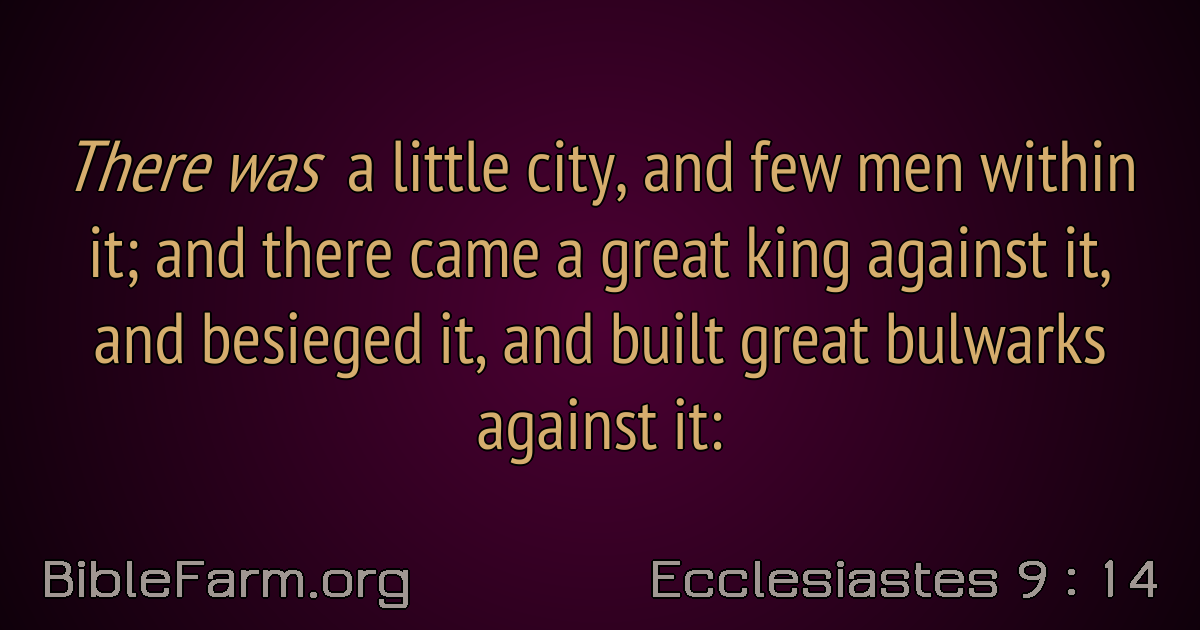 There was a little city, and few men within
it; and there came a great king against it,
and besieged it, and built great bulwarks
against it:
BibleFarm.org
Ecclesiastes 9 : 14